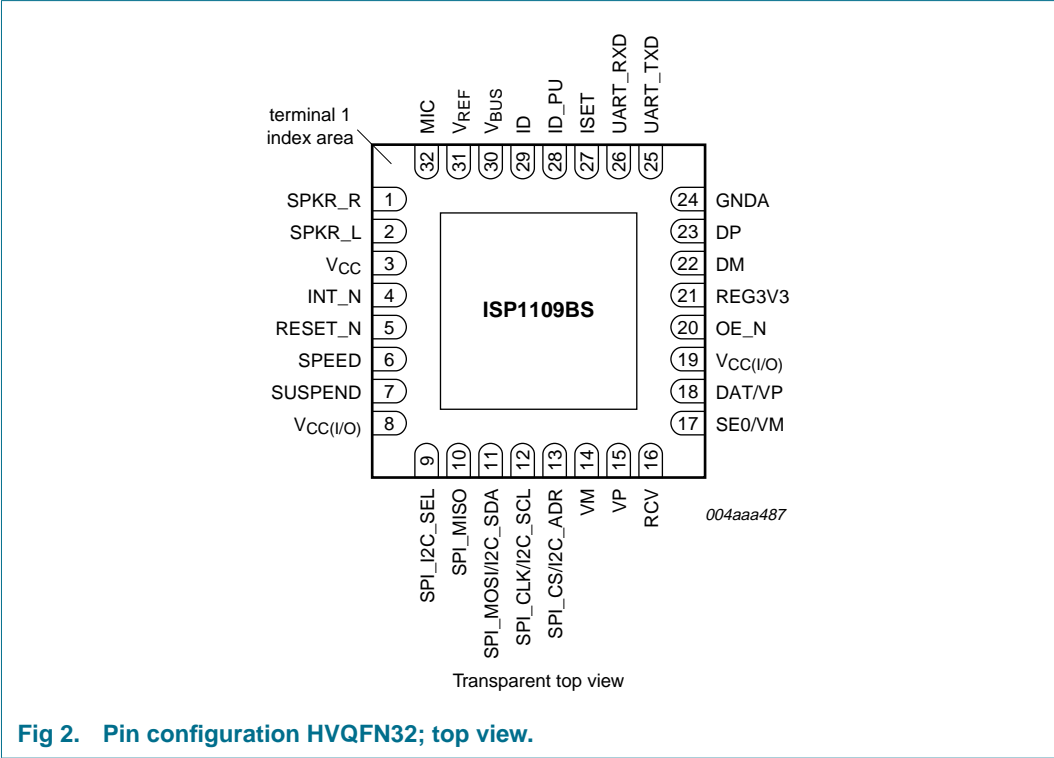 terminal 1
index area
MIC
VREF
VBUS
ID
ID_PU
ISET
UART_RXD
UART_TXD
32
31
30
29
28
27
26
25
SPKR_R 1
SPKR_L 2
VCC 3
INT_N 4
RESET_N 5
SPEED 6
SUSPEND 7
VCC(I/O) 8
ISP1109BS
24 GNDA
23 DP
22 DM
21 REG3V3
20 OE_N
19 VCC(I/O)
18 DAT/VP
17 SE0/VM
9
10
11
12
13
14
15
16
SPI_I2C_SEL
SPI_MISO
SPI_MOSI/I2C_SDA
SPI_CLK/I2C_SCL
SPI_CS/I2C_ADR
VM
VP
RCV
004aaa487
Transparent top view
Fig 2. Pin configuration HVQFN32; top view.